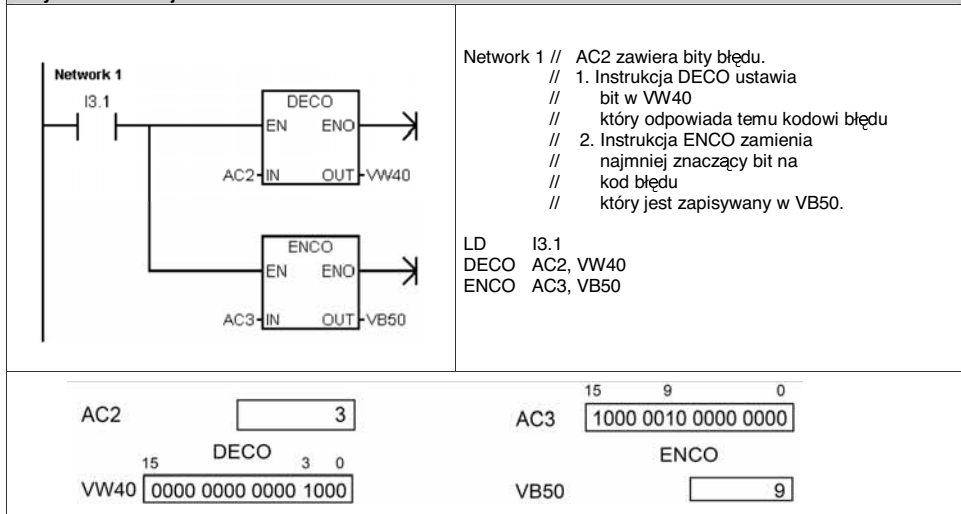 Network 1
I3.1
DECO
EN ENO
AC2 IN OUT VW40
ENCO
EN ENO
AC3 IN OUT VB50
Network 1 // AC2 zawiera bity błędu.
// 1. Instrukcja DECO ustawia
// bit w VW40
// który odpowiada temu kodowi błędu
// 2. Instrukcja ENCO zamienia
// najmniej znaczący bit na
// kod błędu
// który jest zapisywany w VB50.
LD I3.1
DECO AC2, VW40
ENCO AC3, VB50
AC2 3
DECO
15 3 0
VW40 0000 0000 0000 1000
15 9 0
AC3 1000 0010 0000 0000
ENCO
VB50 9